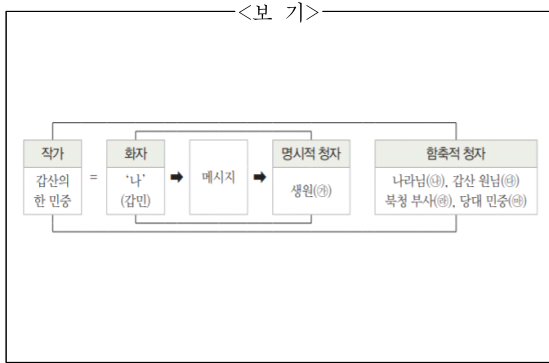 <보 기>
작가
화자
명시적 청자
함축적 청자
갑산의
한 민중
=
'나'
(갑민)
➡
메시지
➡
생원(㉮)
나라님(㉯), 갑산 원님(㉰)
북청 부사(㉱), 당대 민중(㉲)